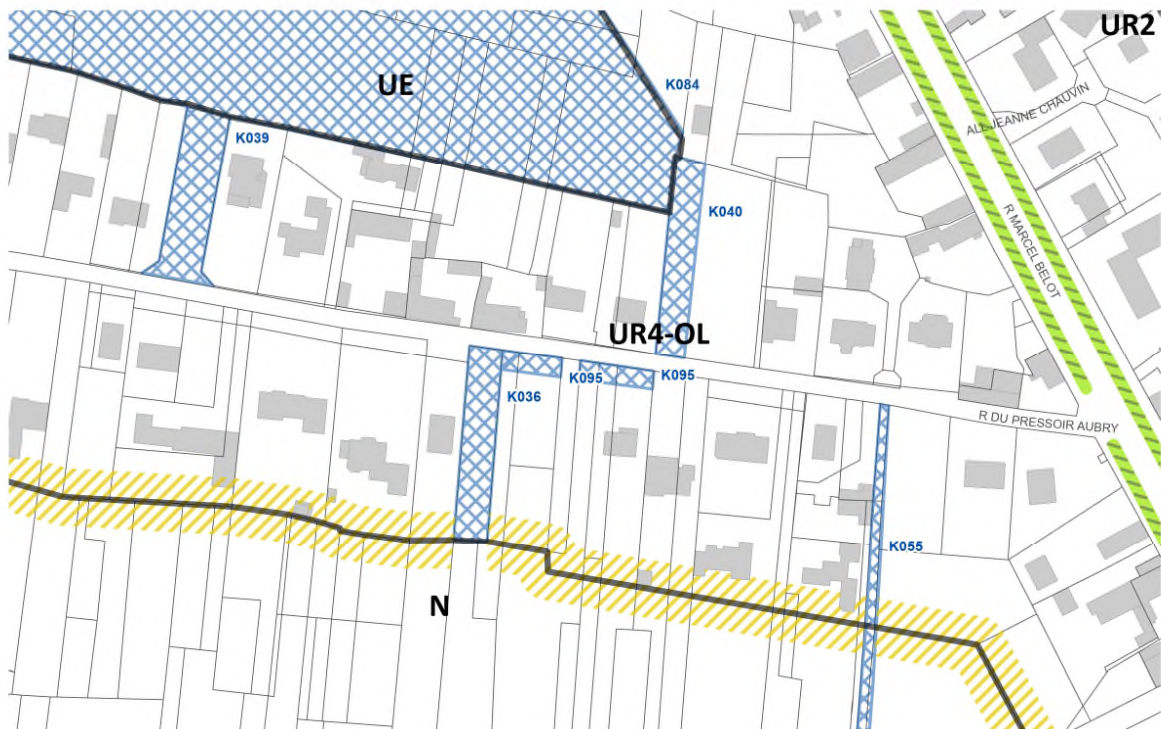 UR2
UE
K084
ALL JEANNE CHAUVIN
K039
K040
R MARCEL BELOT
UR4-OL
K095
K095
K036
R DU PRESSOIR AUBRY
K055
N